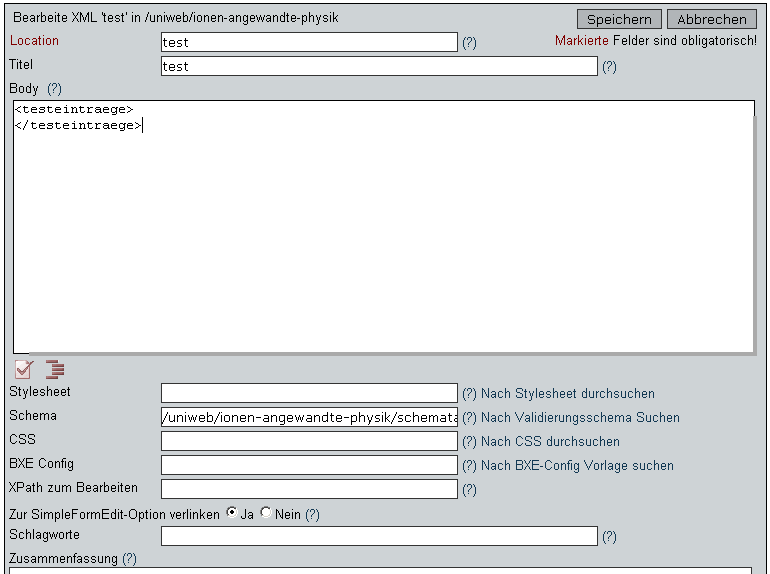 Bearbeite XML 'test' in /uniweb/ionen-angewandte-physik Speichern Abbrechen
Location test (?) Markierte Felder sind obligatorisch!
Titel test (?)
Body (?)
<testeintraege>
</testeintraege>
Stylesheet (?) Nach Stylesheet durchsuchen
Schema /uniweb/ionen-angewandte-physik/schemata (?) Nach Validierungsschema Suchen
CSS (?) Nach CSS durchsuchen
BXE Config (?) Nach BXE-Config Vorlage suchen
XPath zum Bearbeiten (?)
Zur SimpleFormEdit-Option verlinken Ja Nein (?)
Schlagworte (?)
Zusammenfassung (?)